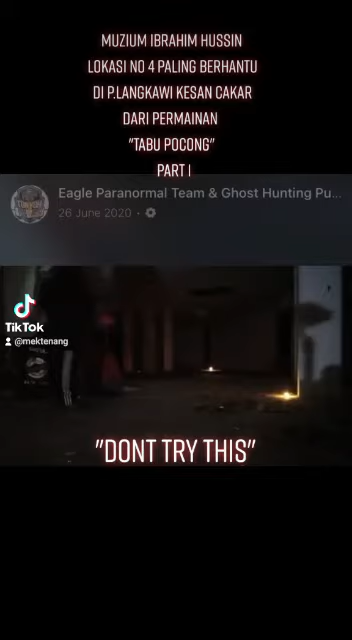 MUZIUM IBRAHIM HUSSIN
LOKASI NO 4 PALING BERHANTU
DI P.LANGKAWI KESAN CAKAR
DARI PERMAINAN
"TABU POCONG"
PART I
Eagle Paranormal Team & Ghost Hunting Pu...
26 June 2020 ·
TikTok
@mektenang
"DONT TRY THIS"